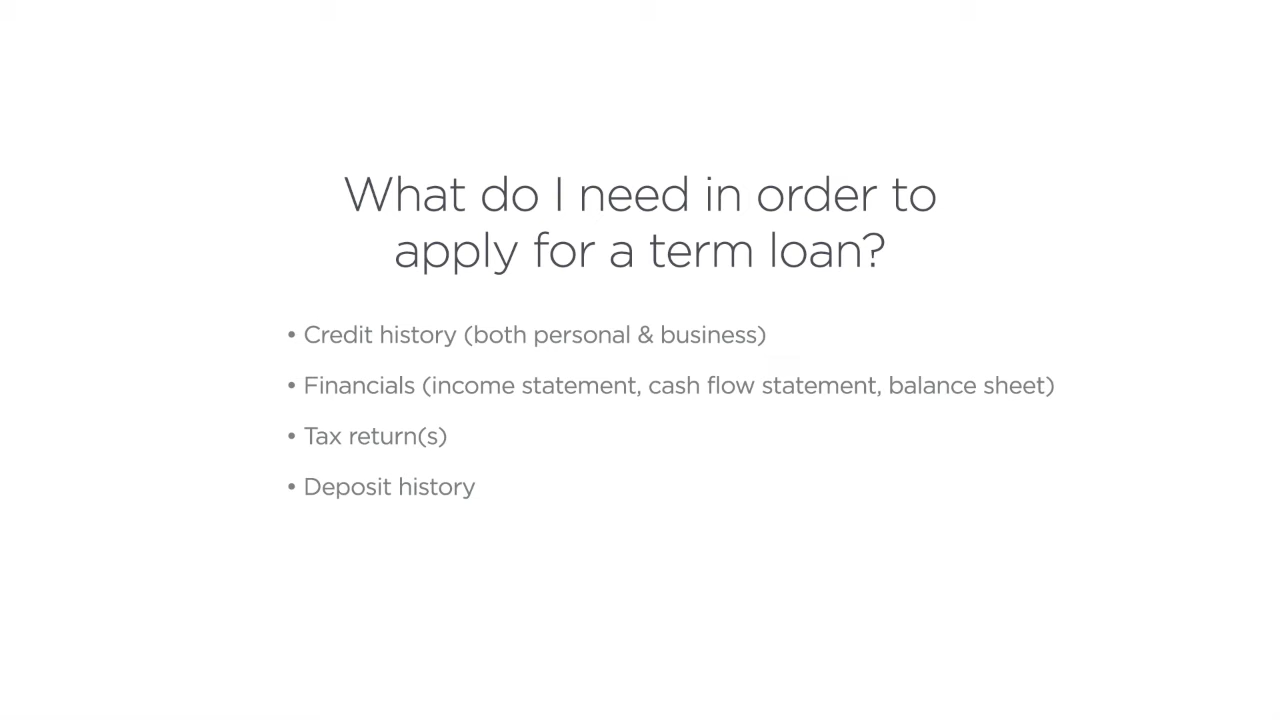 What do I need in order to
apply for a term loan?
• Credit history (both personal & business)
• Financials (income statement, cash flow statement, balance sheet)
• Tax return(s)
• Deposit history